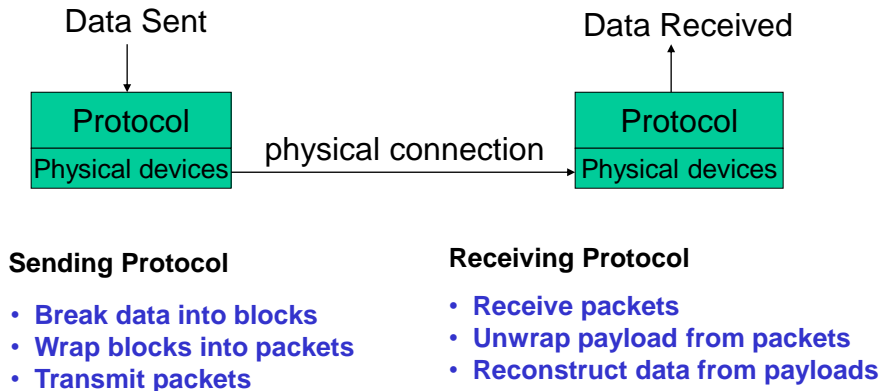 Data Sent
Data Received
Protocol
Physical devices
physical connection
Protocol
Physical devices
Sending Protocol
• Break data into blocks
• Wrap blocks into packets
• Transmit packets
Receiving Protocol
• Receive packets
• Unwrap payload from packets
• Reconstruct data from payloads